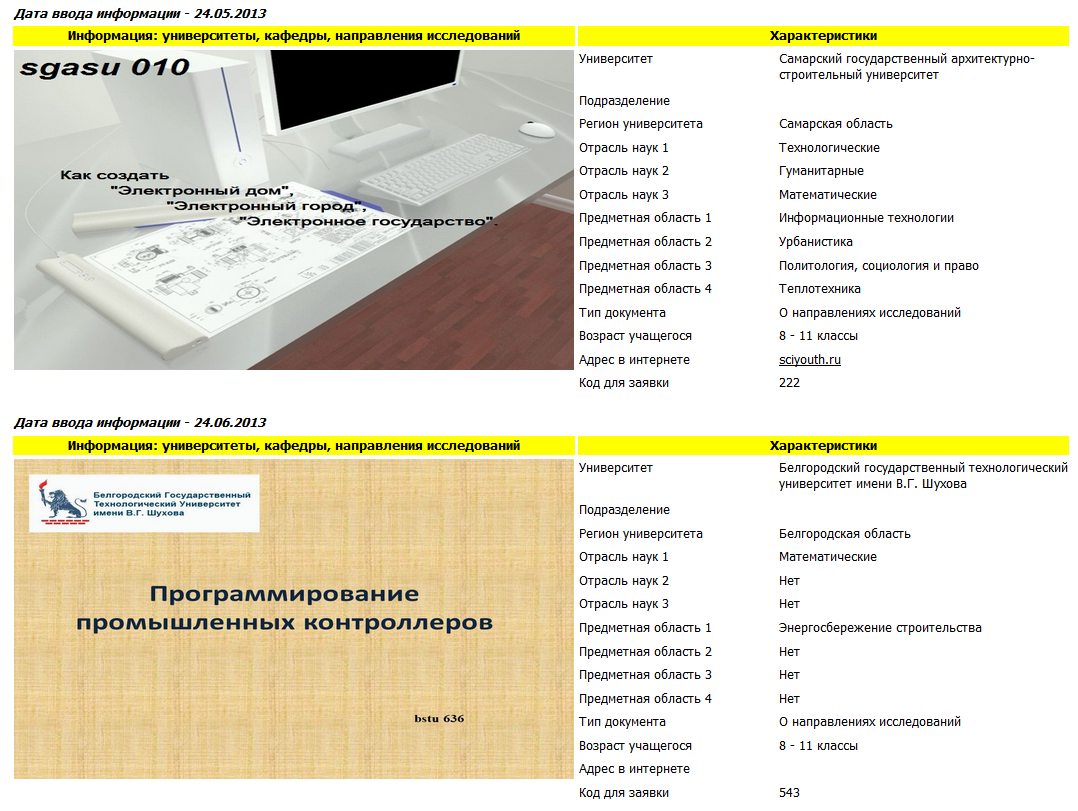 Дата ввода информации - 24.05.2013
Информация: университеты, кафедры, направления исследований
Характеристики
sgasu 010
Как создать
"Электронный дом",
"Электронный город",
"Электронное государство".
Университет Самарский государственный архитектурно-
строительный университет
Подразделение
Регион университета Самарская область
Отрасль наук 1 Технологические
Отрасль наук 2 Гуманитарные
Отрасль наук 3 Математические
Предметная область 1 Информационные технологии
Предметная область 2 Урбанистика
Предметная область 3 Политология, социология и право
Предметная область 4 Теплотехника
Тип документа О направлениях исследований
Возраст учащегося 8 - 11 классы
Адрес в интернете sciyouth.ru
Код для заявки 222
Дата ввода информации - 24.06.2013
Информация: университеты, кафедры, направления исследований
Характеристики
Белгородский Государственный
Технологический Университет
имени В.Г. Шухова
Программирование
промышленных контроллеров
bstu 636
Университет Белгородский государственный технологический
университет имени В.Г. Шухова
Подразделение
Регион университета Белгородская область
Отрасль наук 1 Математические
Отрасль наук 2 Нет
Отрасль наук 3 Нет
Предметная область 1 Энергосбережение строительства
Предметная область 2 Нет
Предметная область 3 Нет
Предметная область 4 Нет
Тип документа О направлениях исследований
Возраст учащегося 8 - 11 классы
Адрес в интернете
Код для заявки 543